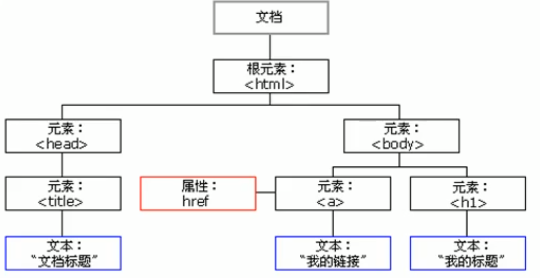 文档
根元素：
<html>
元素：
<head>
元素：
<body>
元素：
<title>
属性：
href
元素：
<a>
元素：
<h1>
文本：
“文档标题”
文本：
“我的链接”
文本：
“我的标题”